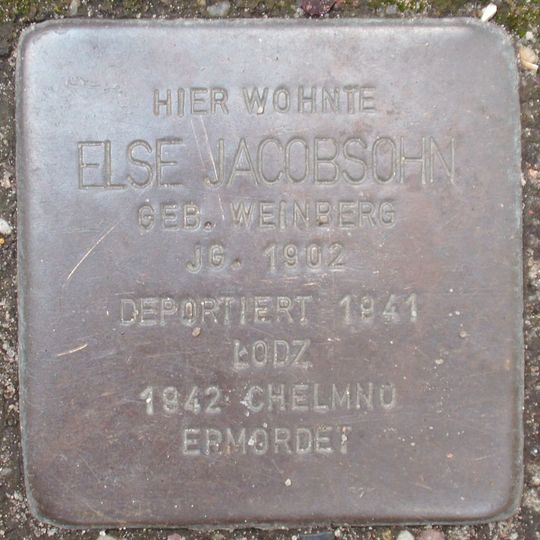 HIER WOHNTE
ELSE JACOBSOHN
GEB. WEINBERG
JG. 1902
DEPORTIERT 1941
ŁODZ
1942 CHELMNO
ERMORDET